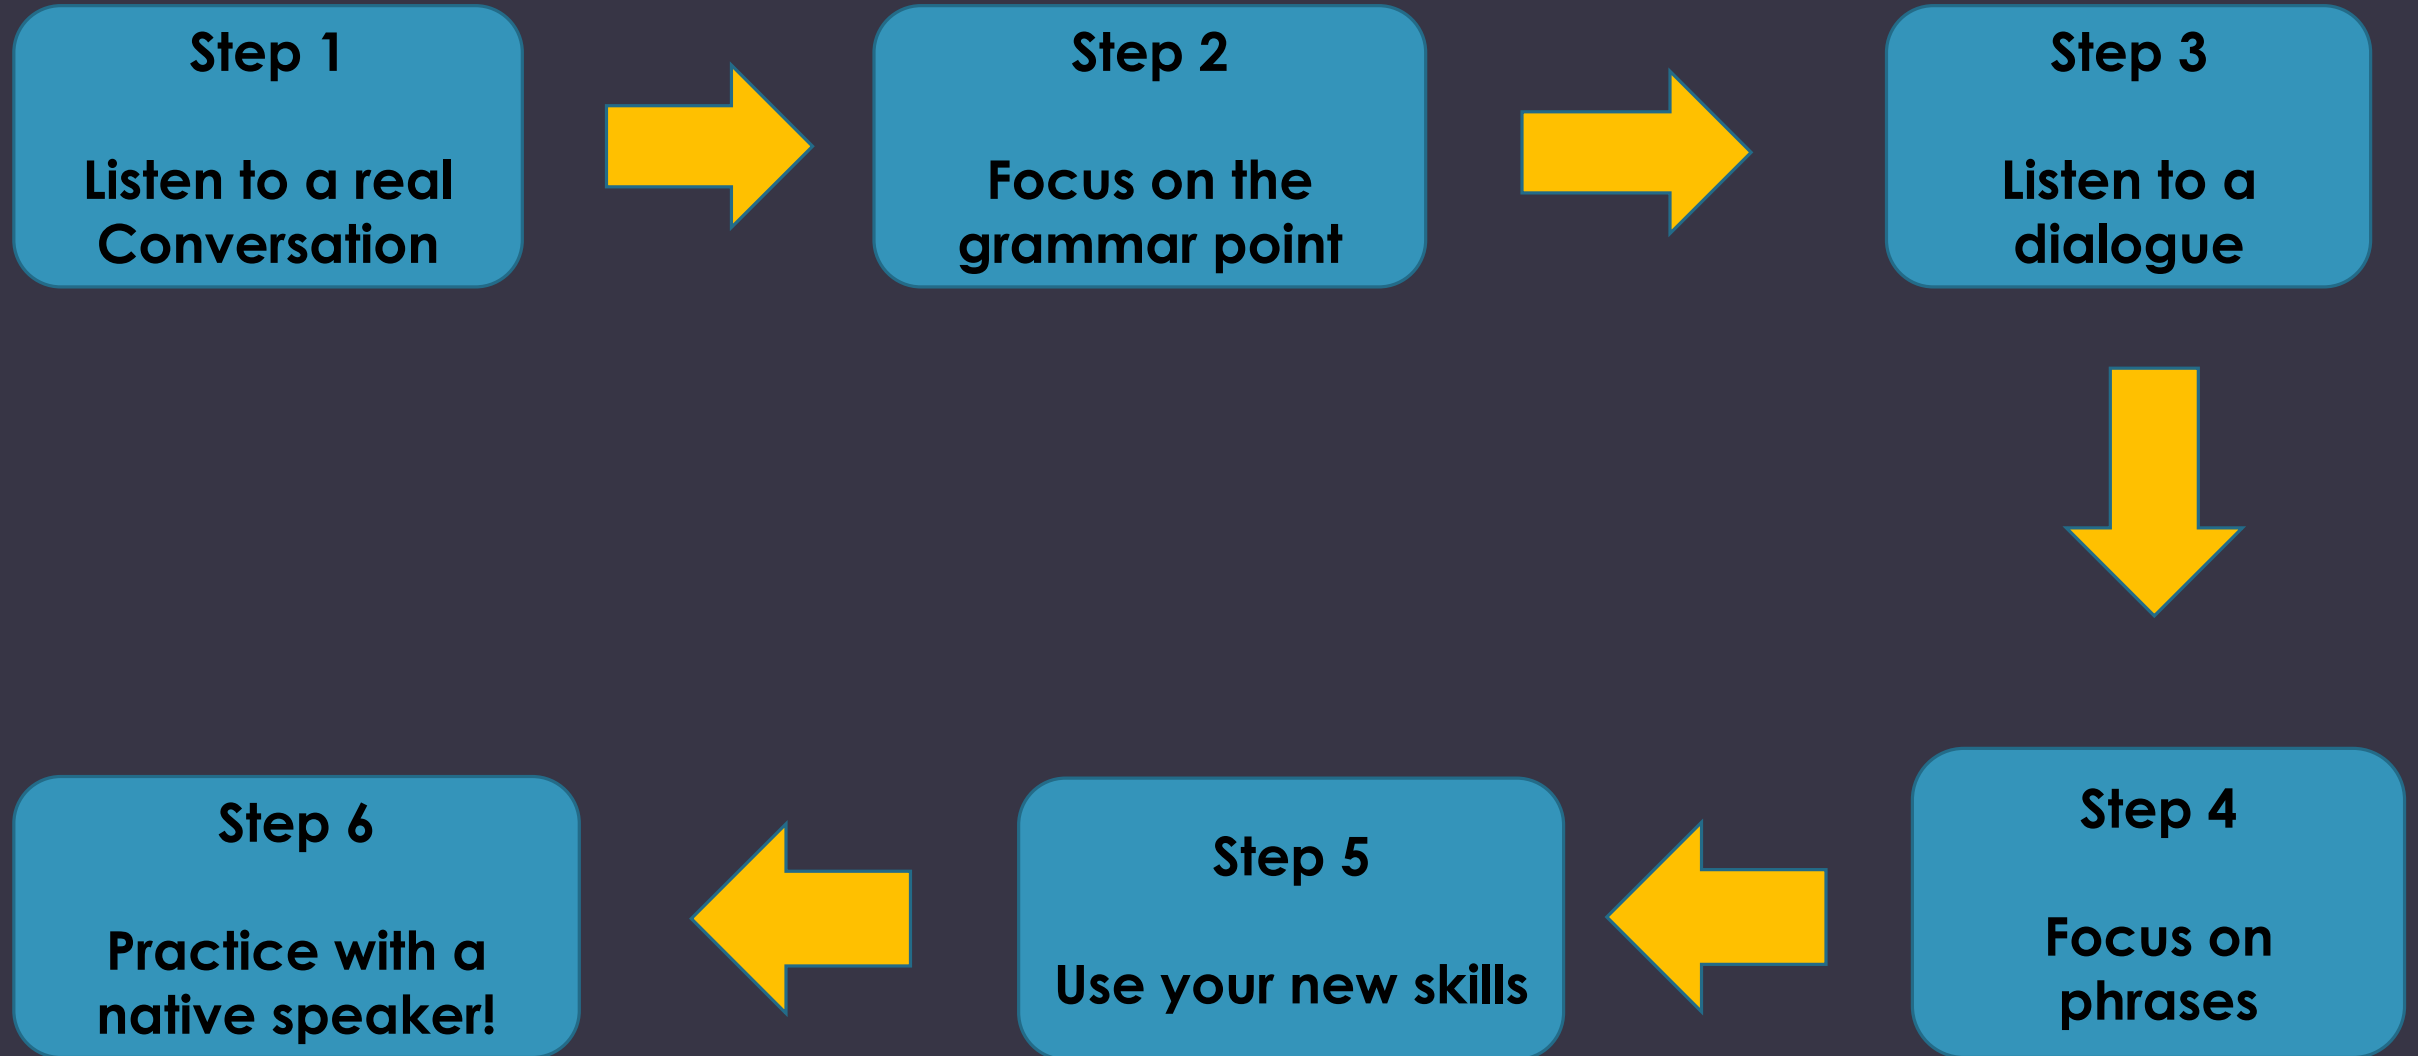 Step 1
Listen to a real
Conversation
Step 2
Focus on the
grammar point
Step 3
Listen to a
dialogue
Step 4
Focus on
phrases
Step 5
Use your new skills
Step 6
Practice with a
native speaker!